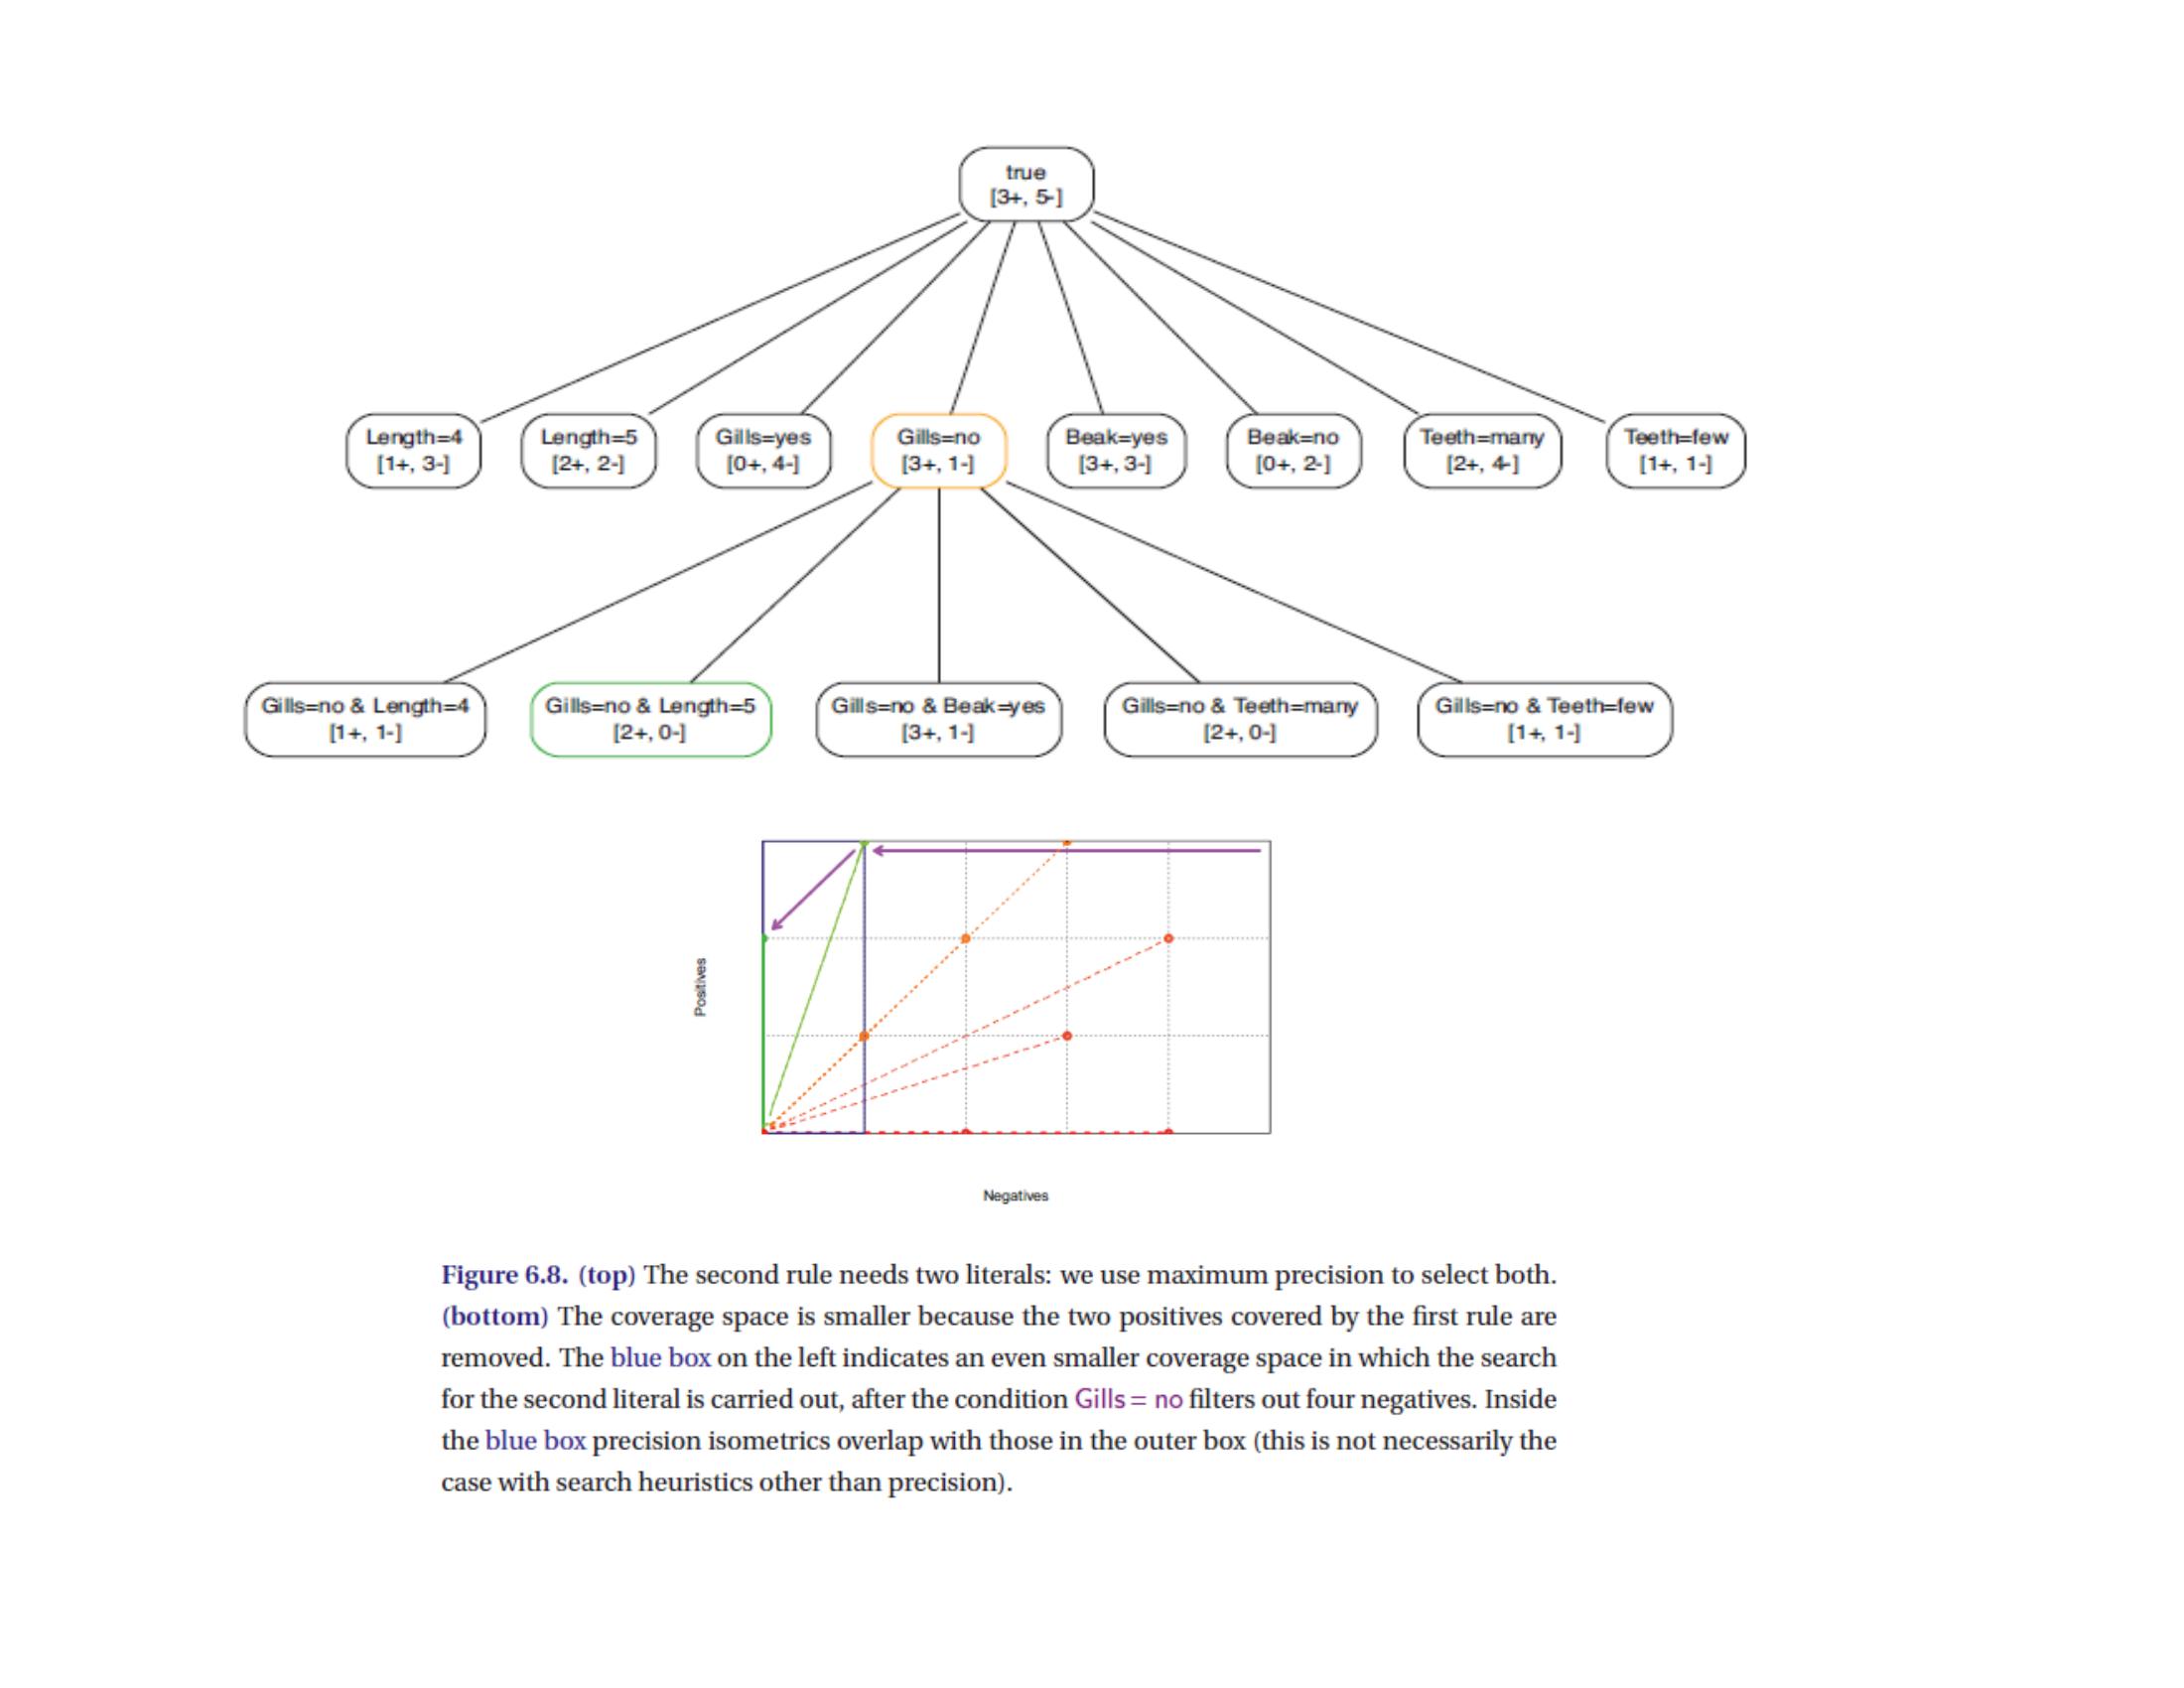 true
[3+, 5-]
Length=4
[1+, 3-]
Length=5
[2+, 2-]
Gills=yes
[0+, 4-]
Gills=no
[3+, 1-]
Beak=yes
[3+, 3-]
Beak=no
[0+, 2-]
Teeth=many
[2+, 4-]
Teeth=few
[1+, 1-]
Gills=no & Length=4
[1+, 1-]
Gills=no & Length=5
[2+, 0-]
Gills=no & Beak=yes
[3+, 1-]
Gills=no & Teeth=many
[2+, 0-]
Gills=no & Teeth=few
[1+, 1-]
Positives
Negatives
Figure 6.8. (top) The second rule needs two literals: we use maximum precision to select both.
(bottom) The coverage space is smaller because the two positives covered by the first rule are
removed. The blue box on the left indicates an even smaller coverage space in which the search
for the second literal is carried out, after the condition Gills = no filters out four negatives. Inside
the blue box precision isometrics overlap with those in the outer box (this is not necessarily the
case with search heuristics other than precision).